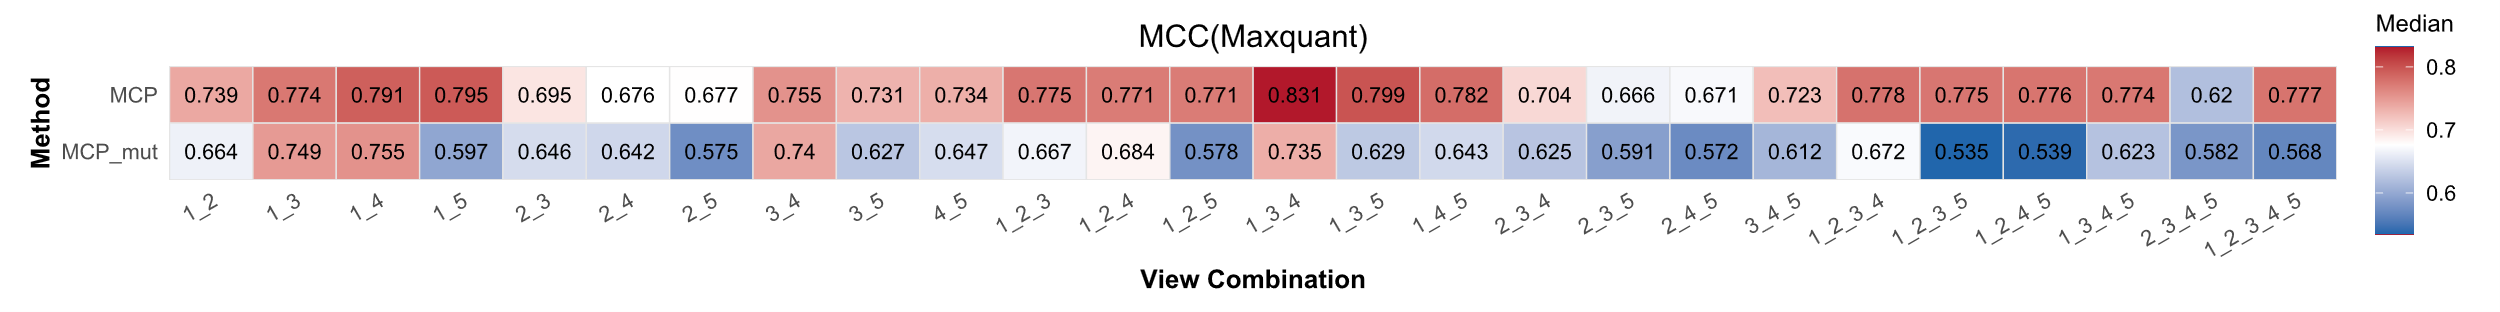 MCC(Maxquant)
Median
0.8
0.7
0.6
Method
MCP 0.739 0.774 0.791 0.795 0.695 0.676 0.677 0.755 0.731 0.734 0.775 0.771 0.771 0.831 0.799 0.782 0.704 0.666 0.671 0.723 0.778 0.775 0.776 0.774 0.62 0.777
MCP_mut 0.664 0.749 0.755 0.597 0.646 0.642 0.575 0.74 0.627 0.647 0.667 0.684 0.578 0.735 0.629 0.643 0.625 0.591 0.572 0.612 0.672 0.535 0.539 0.623 0.582 0.568
1_2 1_3 1_4 1_5 2_3 2_4 2_5 3_4 3_5 4_5 1_2_3 1_2_4 1_2_5 1_3_4 1_3_5 1_4_5 2_3_4 2_3_5 2_4_5 3_4_5 1_2_3_4 1_2_3_5 1_2_4_5 1_3_4_5 2_3_4_5 1_2_3_4_5
View Combination